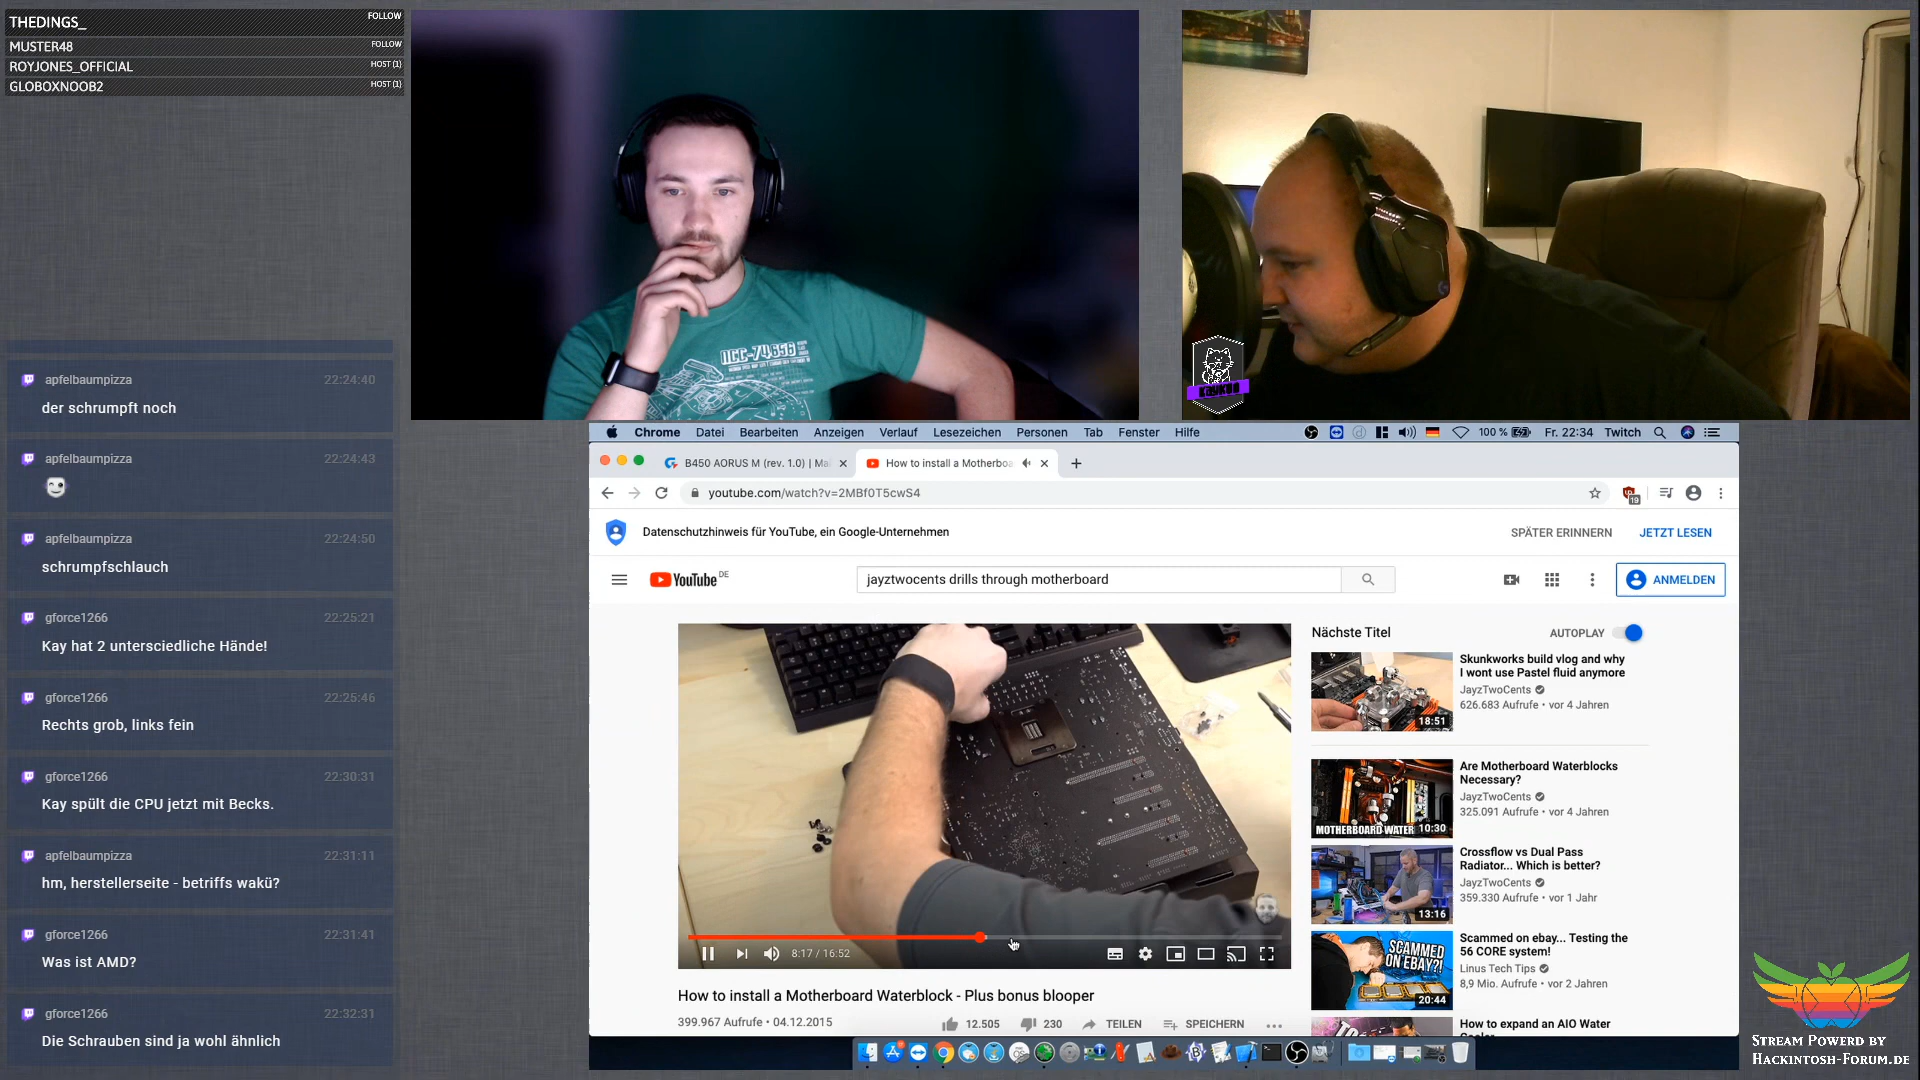 THEDINGS_ FOLLOW
MUSTER48 FOLLOW
ROYJONES_OFFICIAL HOST (1)
GLOBOXNOOB2 HOST (1)
apfelbaumpizza 22:24:40
der schrumpft noch
apfelbaumpizza 22:24:43
apfelbaumpizza 22:24:50
schrumpfschlauch
gforce1266 22:25:21
Kay hat 2 untersciedliche Hände!
gforce1266 22:25:46
Rechts grob, links fein
gforce1266 22:30:31
Kay spült die CPU jetzt mit Becks.
apfelbaumpizza 22:31:11
hm, herstellerseite - betriffs wakü?
gforce1266 22:31:41
Was ist AMD?
gforce1266 22:32:31
Die Schrauben sind ja wohl ähnlich
NCC-74656
Chrome Datei Bearbeiten Anzeigen Verlauf Lesezeichen Personen Tab Fenster Hilfe 100 % Fr. 22:34 Twitch
B450 AORUS M (rev. 1.0) | Ma
How to install a Motherboa
youtube.com/watch?v=2MBf0T5cwS4
19
Datenschutzhinweis für YouTube, ein Google-Unternehmen SPÄTER ERINNERN JETZT LESEN
YouTube DE
jayztwocents drills through motherboard
ANMELDEN
8:17 / 16:52
How to install a Motherboard Waterblock - Plus bonus blooper
399.967 Aufrufe • 04.12.2015
12.505 230 TEILEN SPEICHERN
Nächste Titel AUTOPLAY
18:51
Skunkworks build vlog and why
I wont use Pastel fluid anymore
JayzTwoCents
626.683 Aufrufe • vor 4 Jahren
MOTHERBOARD WATER 10:30
Are Motherboard Waterblocks
Necessary?
JayzTwoCents
325.091 Aufrufe • vor 4 Jahren
13:16
Crossflow vs Dual Pass
Radiator... Which is better?
JayzTwoCents
359.330 Aufrufe • vor 1 Jahr
SCAMMED
ON EBAY?!
20:44
Scammed on ebay... Testing the
56 CORE system!
Linus Tech Tips
8,9 Mio. Aufrufe • vor 2 Jahren
How to expand an AIO Water
STREAM POWERD BY
HACKINTOSH-FORUM.DE